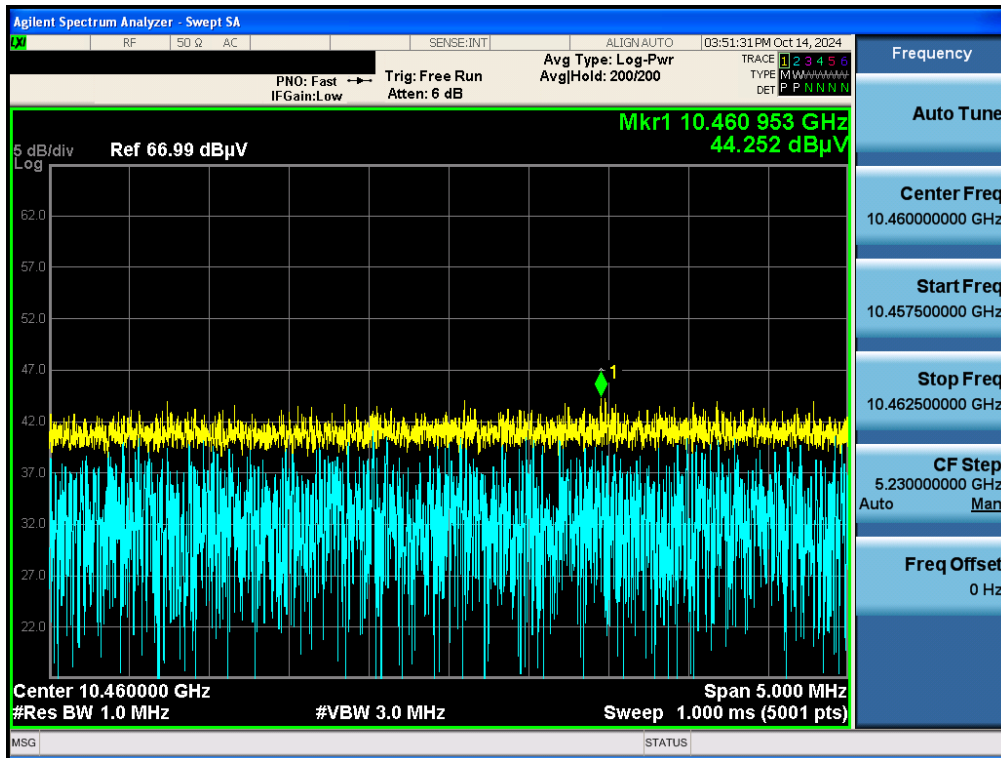 Agilent Spectrum Analyzer - Swept SA
LXI RF 50 Ω AC SENSE:INT ALIGN AUTO 03:51:31 PM Oct 14, 2024
PNO: Fast
IFGain:Low
Trig: Free Run
Atten: 6 dB
Avg Type: Log-Pwr
Avg|Hold: 200/200
TRACE 1 2 3 4 5 6
TYPE M
DET P P N N N N
Mkr1 10.460 953 GHz
44.252 dBµV
5 dB/div Ref 66.99 dBµV
Log
62.0
57.0
52.0
47.0
42.0
37.0
32.0
27.0
22.0
1
Center 10.460000 GHz Span 5.000 MHz
#Res BW 1.0 MHz #VBW 3.0 MHz Sweep 1.000 ms (5001 pts)
MSG STATUS
Frequency
Auto Tune
Center Freq
10.460000000 GHz
Start Freq
10.457500000 GHz
Stop Freq
10.462500000 GHz
CF Step
5.230000000 GHz
Auto Man
Freq Offset
0 Hz